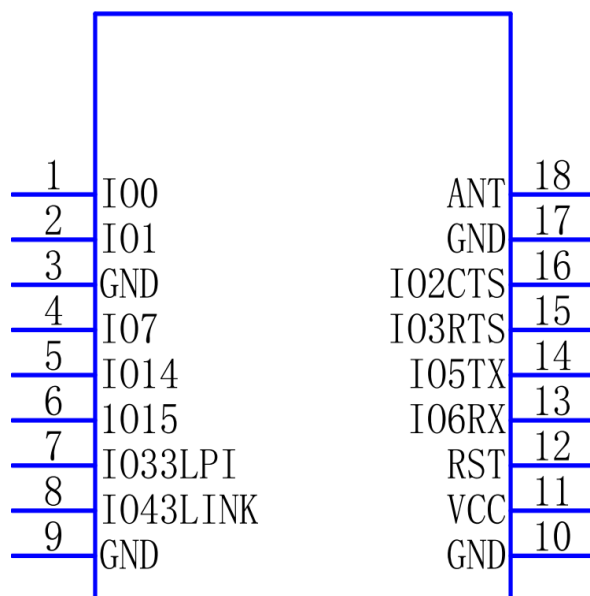 1 IO0 ANT 18
2 IO1 GND 17
3 GND IO2CTS 16
4 IO7 IO3RTS 15
5 IO14 IO5TX 14
6 1O15 IO6RX 13
7 IO33LPI RST 12
8 IO43LINK VCC 11
9 GND GND 10